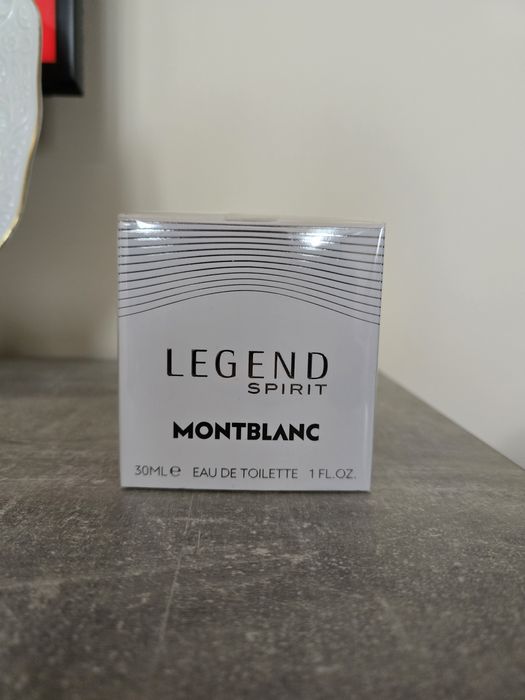 LEGEND
SPIRIT
MONTBLANC
30ML℮ EAU DE TOILETTE 1 FL.OZ.